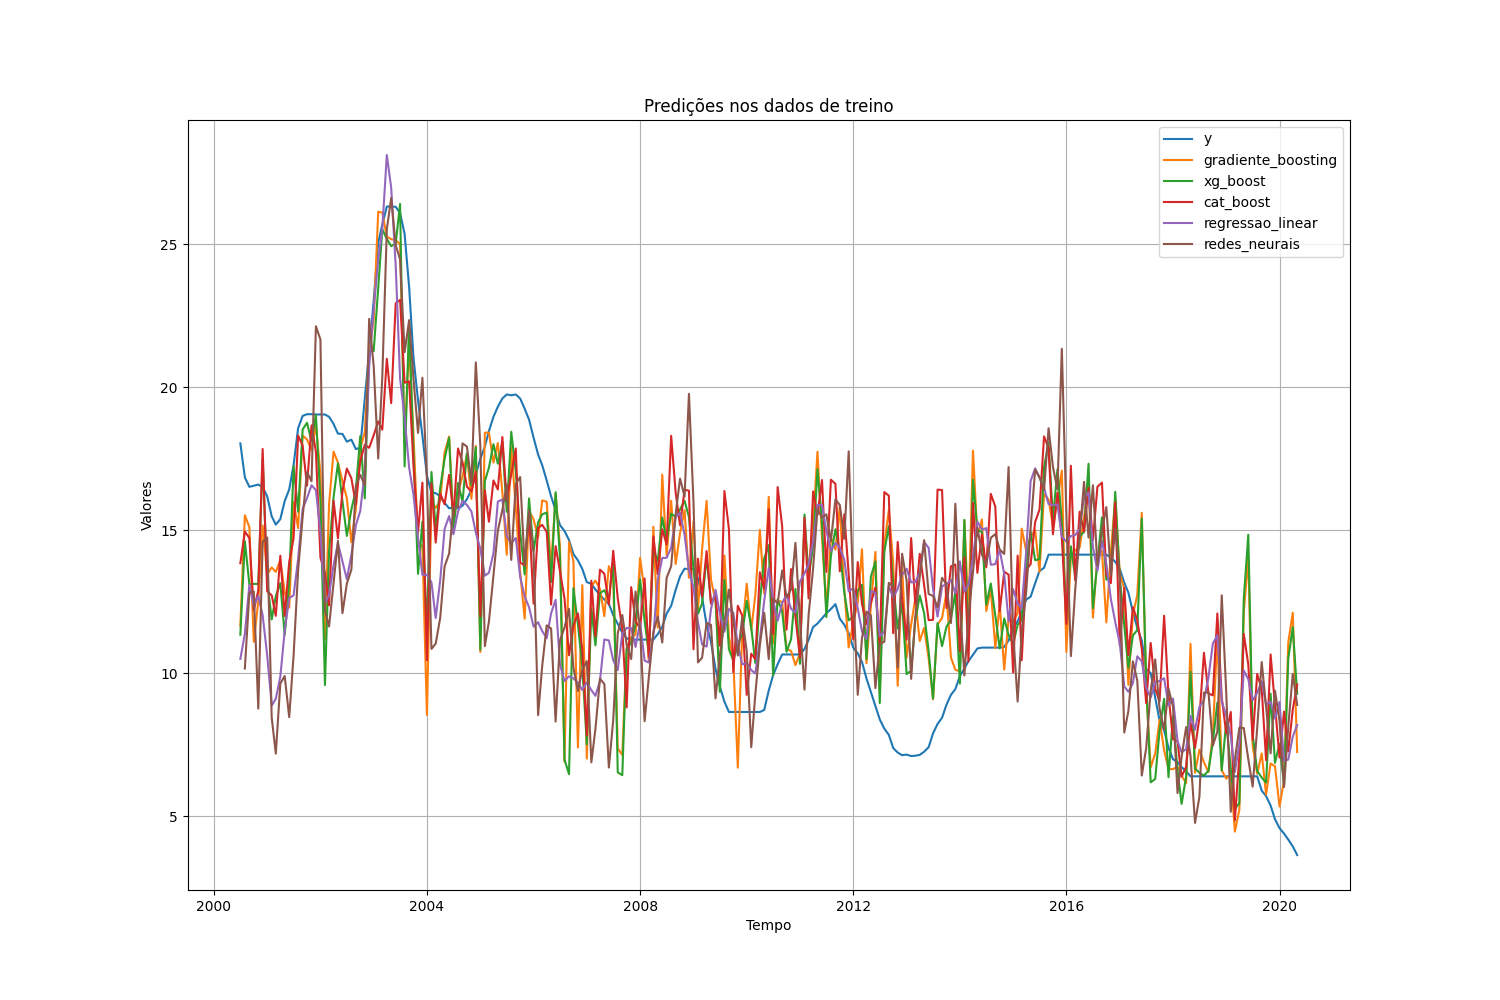 Predições nos dados de treino
y
gradiente_boosting
xg_boost
cat_boost
regressao_linear
redes_neurais
Valores
25
20
15
10
5
2000 2004 2008 2012 2016 2020
Tempo